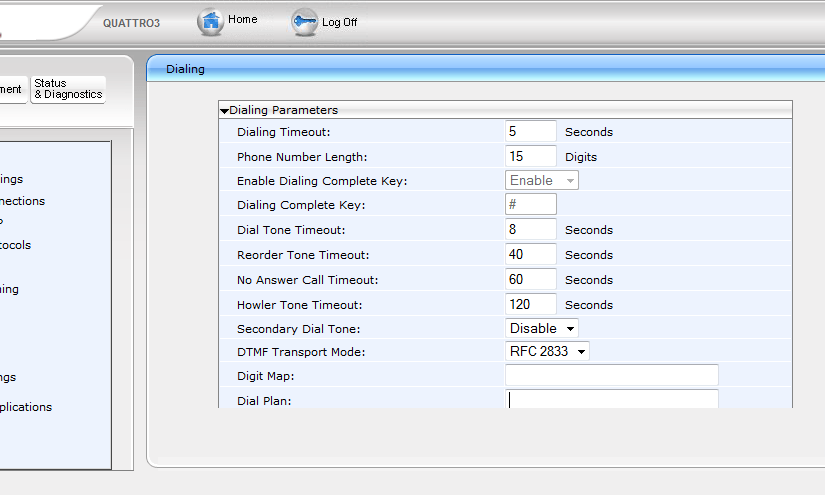 QUATTRO3
Home
Log Off
ment
Status
& Diagnostics
ings
nections
P
tocols
ning
ngs
plications
Dialing
Dialing Parameters
Dialing Timeout: 5 Seconds
Phone Number Length: 15 Digits
Enable Dialing Complete Key: Enable
Dialing Complete Key: #
Dial Tone Timeout: 8 Seconds
Reorder Tone Timeout: 40 Seconds
No Answer Call Timeout: 60 Seconds
Howler Tone Timeout: 120 Seconds
Secondary Dial Tone: Disable
DTMF Transport Mode: RFC 2833
Digit Map:
Dial Plan: